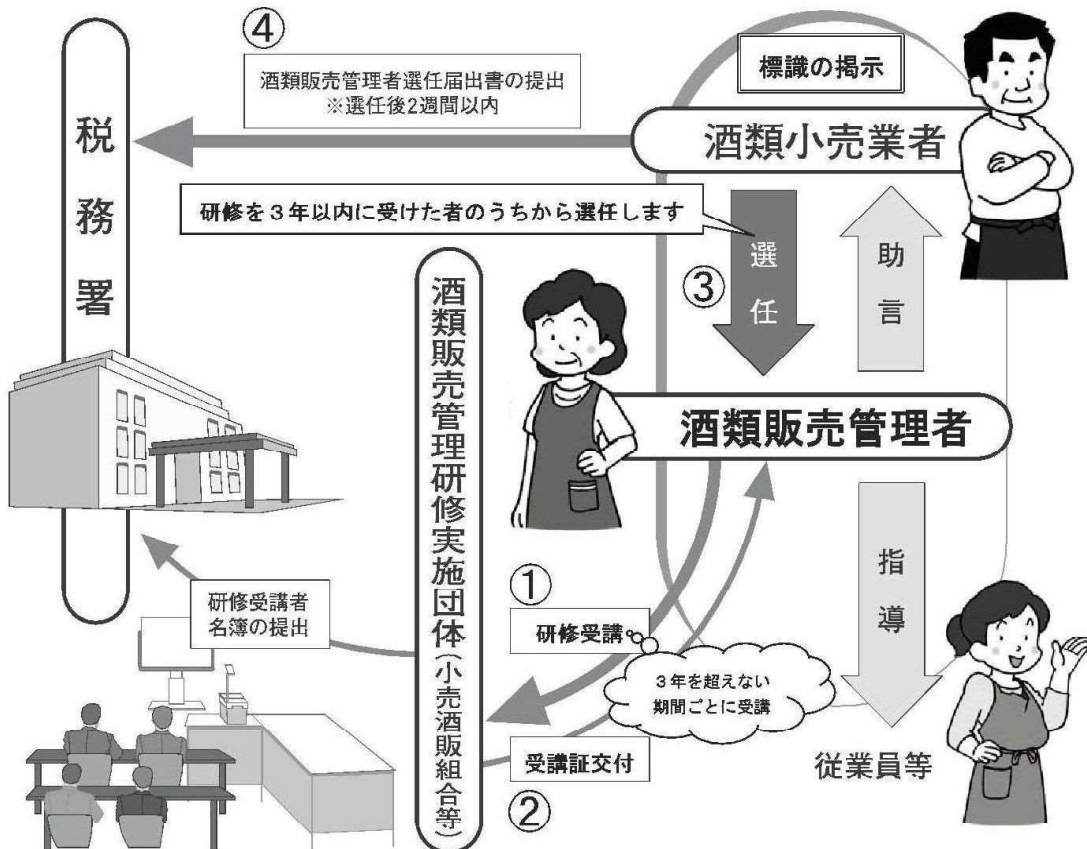 ④
酒類販売管理者選任届出書の提出
※選任後2週間以内
標識の掲示
税務署
酒類小売業者
研修を３年以内に受けた者のうちから選任します
③
選任
助言
酒類販売管理研修実施団体(小売酒販組合等)
酒類販売管理者
①
研修受講
研修受講者
名簿の提出
３年を超えない
期間ごとに受講
指導
受講証交付
②
従業員等